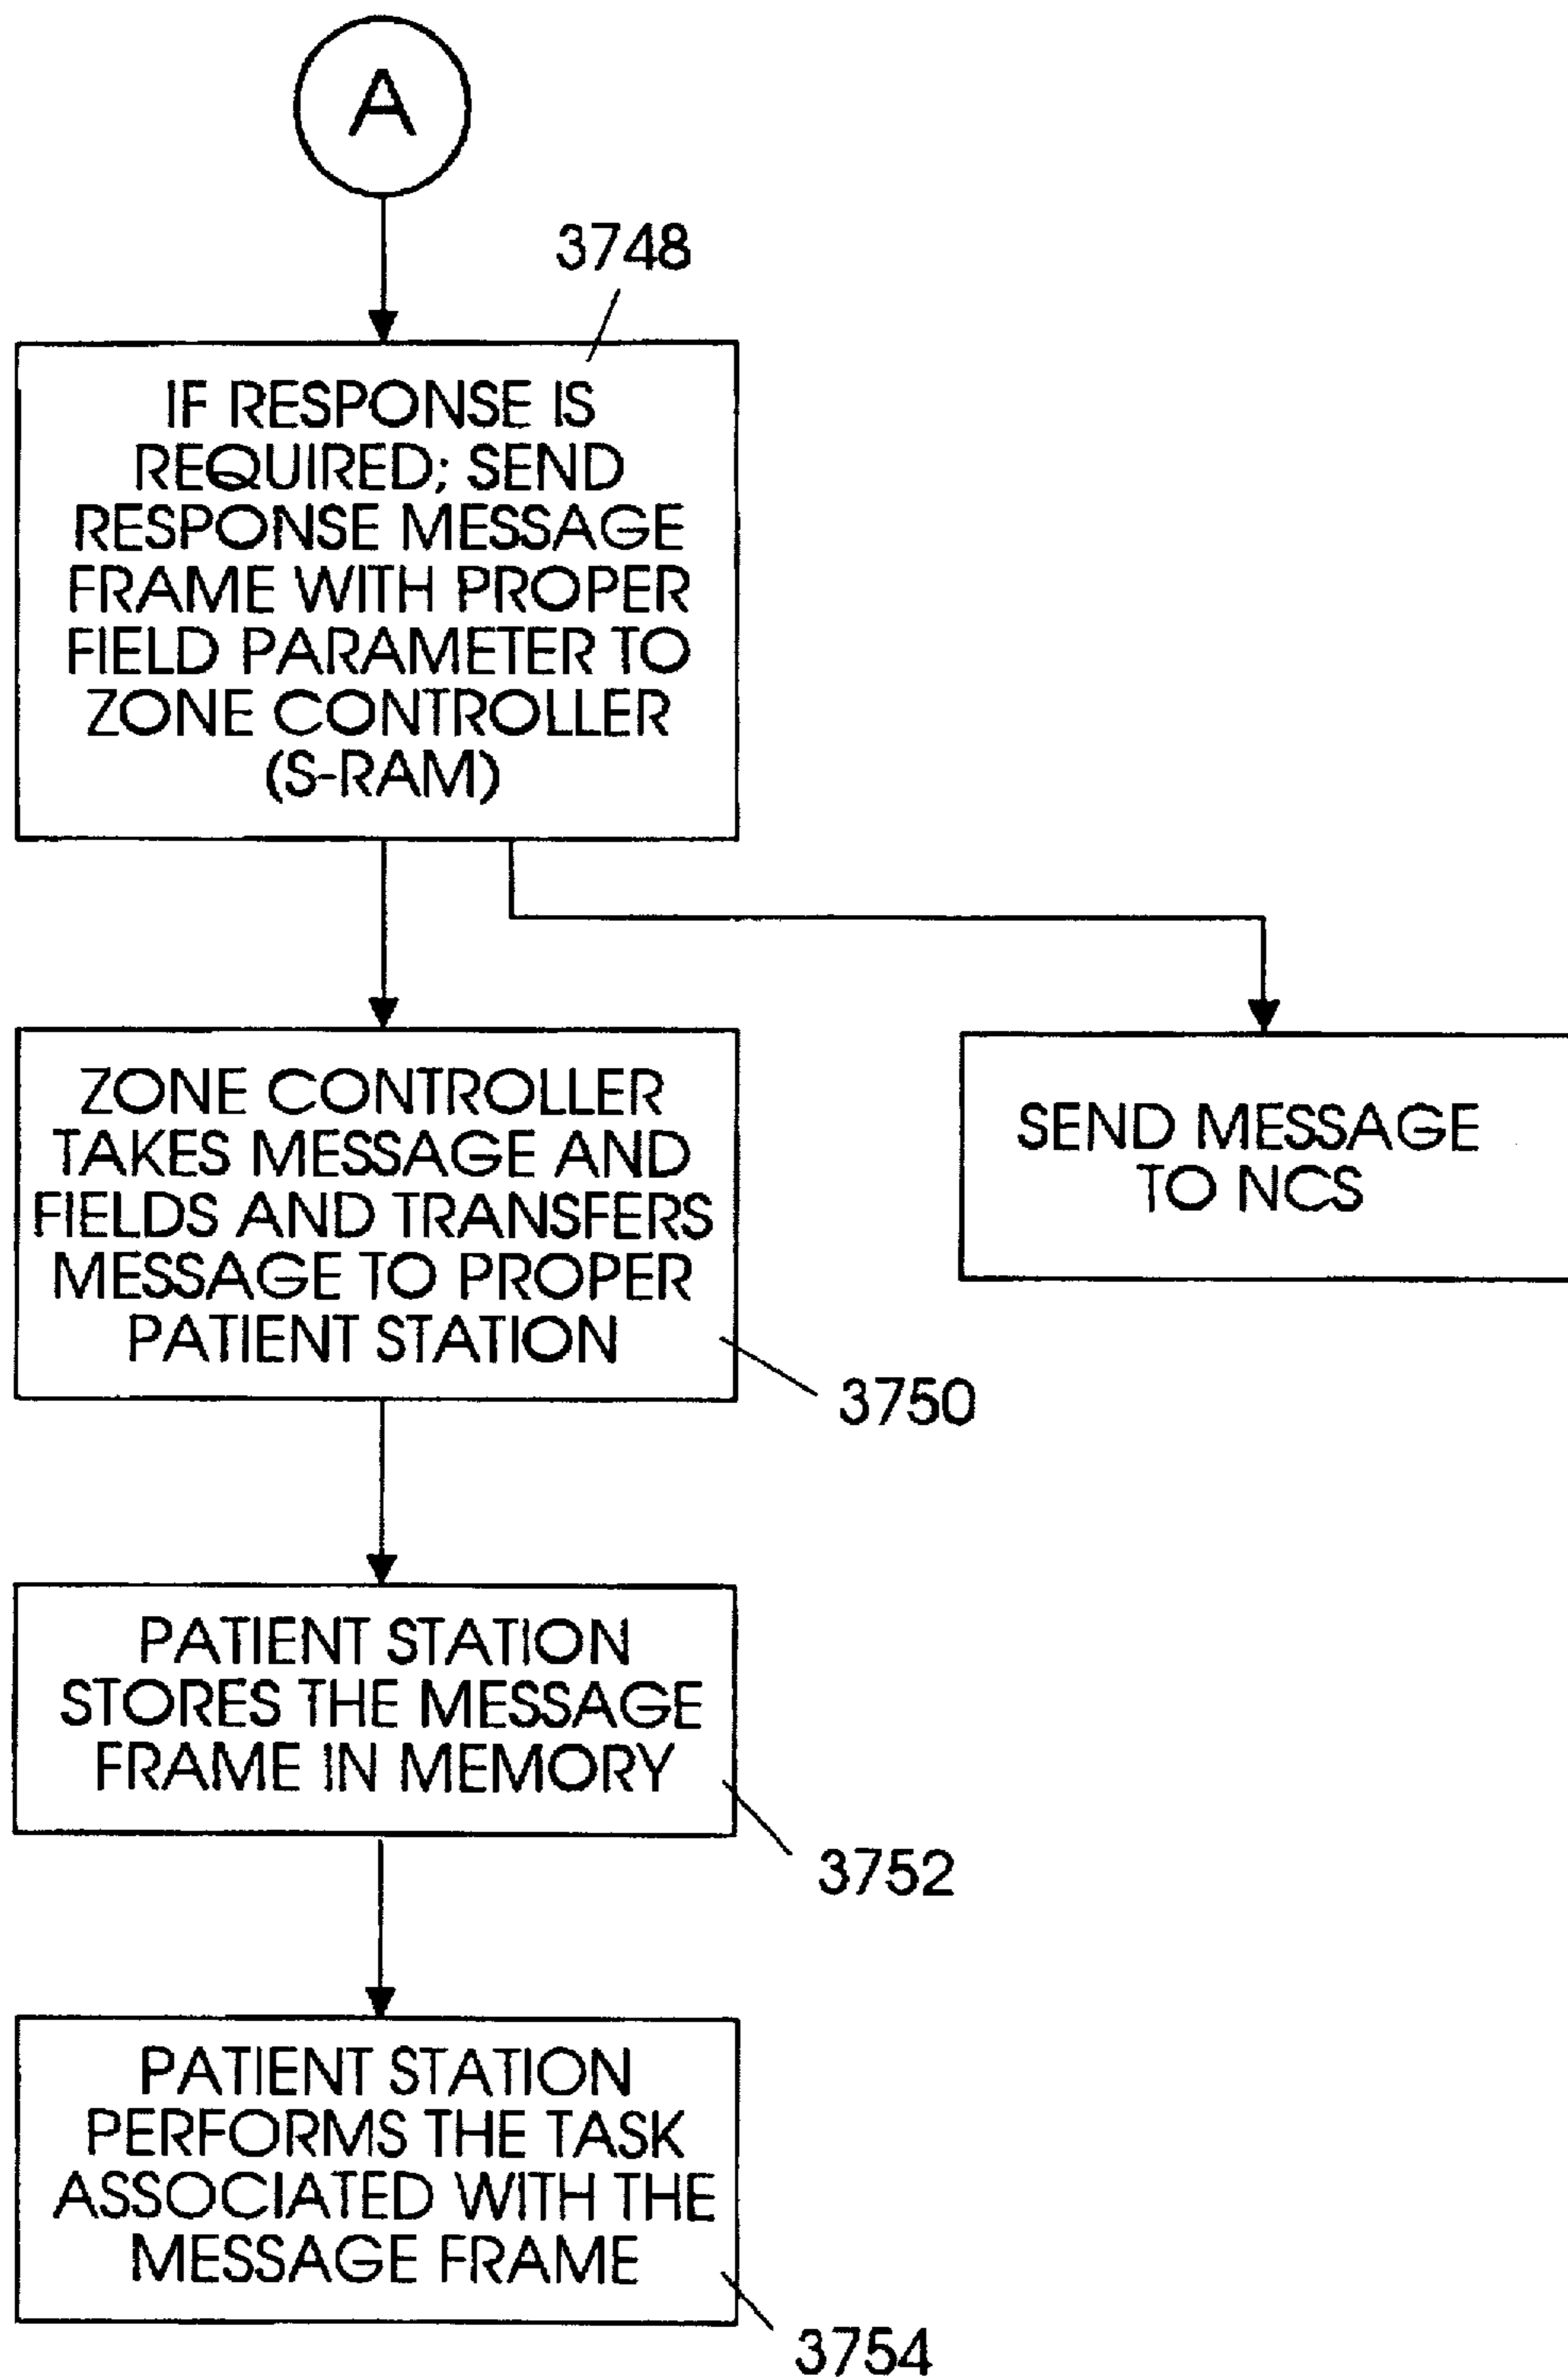 A
3748
IF RESPONSE IS
REQUIRED; SEND
RESPONSE MESSAGE
FRAME WITH PROPER
FIELD PARAMETER TO
ZONE CONTROLLER
(S-RAM)
ZONE CONTROLLER
TAKES MESSAGE AND
FIELDS AND TRANSFERS
MESSAGE TO PROPER
PATIENT STATION
3750
SEND MESSAGE
TO NCS
PATIENT STATION
STORES THE MESSAGE
FRAME IN MEMORY
3752
PATIENT STATION
PERFORMS THE TASK
ASSOCIATED WITH THE
MESSAGE FRAME
3754